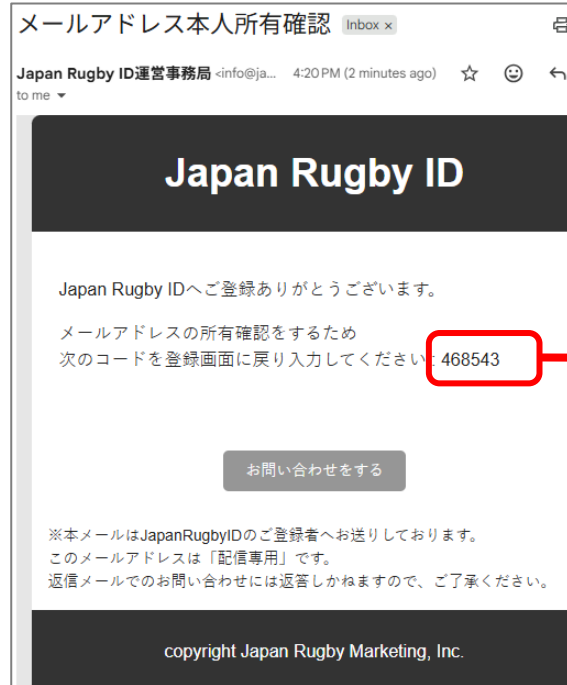 メールアドレス本人所有確認 Inbox ×
Japan Rugby ID運営事務局 <info@ja... 4:20 PM (2 minutes ago)
to me
Japan Rugby ID
Japan Rugby IDへご登録ありがとうございます。
メールアドレスの所有確認をするため
次のコードを登録画面に戻り入力してください: 468543
お問い合わせをする
※本メールはJapanRugbyIDのご登録者へお送りしております。
このメールアドレスは「配信専用」です。
返信メールでのお問い合わせには返答しかねますので、ご了承ください。
copyright Japan Rugby Marketing, Inc.